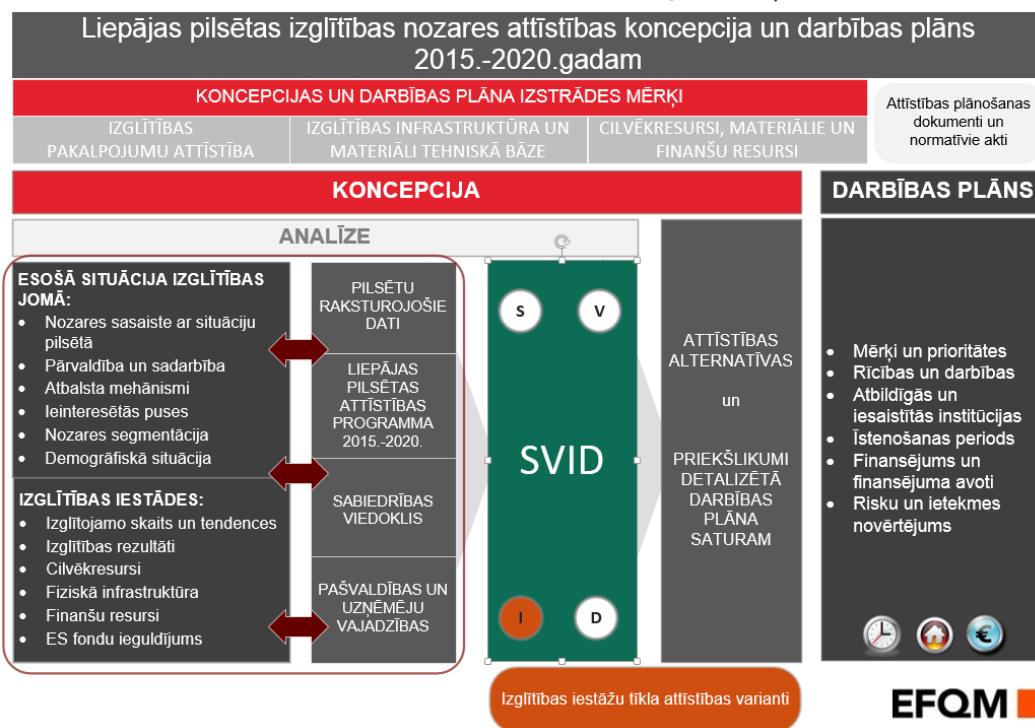 Liepājas pilsētas izglītības nozares attīstības koncepcija un darbības plāns
2015.-2020.gadam
KONCEPCIJAS UN DARBĪBAS PLĀNA IZSTRĀDES MĒRĶI
IZGLĪTĪBAS
PAKALPOJUMU ATTĪSTĪBA
IZGLĪTĪBAS INFRASTRUKTŪRA UN
MATERIĀLI TEHNISKĀ BĀZE
CILVĒKRESURSI, MATERIĀLIE UN
FINANŠU RESURSI
Attīstības plānošanas
dokumenti un
normatīvie akti
KONCEPCIJA
DARBĪBAS PLĀNS
ANALĪZE
ESOŠĀ SITUĀCIJA IZGLĪTĪBAS
JOMĀ:
• Nozares sasaiste ar situāciju
pilsētā
• Pārvaldība un sadarbība
• Atbalsta mehānismi
• Ieinteresētās puses
• Nozares segmentācija
• Demogrāfiskā situācija
IZGLĪTĪBAS IESTĀDES:
• Izglītojamo skaits un tendences
• Izglītības rezultāti
• Cilvēkresursi
• Fiziskā infrastruktūra
• Finanšu resursi
• ES fondu ieguldījums
PILSĒTU
RAKSTUROJOŠIE
DATI
LIEPĀJAS
PILSĒTAS
ATTĪSTĪBAS
PROGRAMMA
2015.-2020.
SABIEDRĪBAS
VIEDOKLIS
PAŠVALDĪBAS UN
UZŅĒMĒJU
VAJADZĪBAS
S
V
SVID
I
D
ATTĪSTĪBAS
ALTERNATĪVAS
un
PRIEKŠLIKUMI
DETALIZĒTĀ
DARBĪBAS
PLĀNA
SATURAM
• Mērķi un prioritātes
• Rīcības un darbības
• Atbildīgās un
iesaistītās institūcijas
• Īstenošanas periods
• Finansējums un
finansējuma avoti
• Risku un ietekmes
novērtējums
€
Izglītības iestāžu tīkla attīstības varianti
EFQM